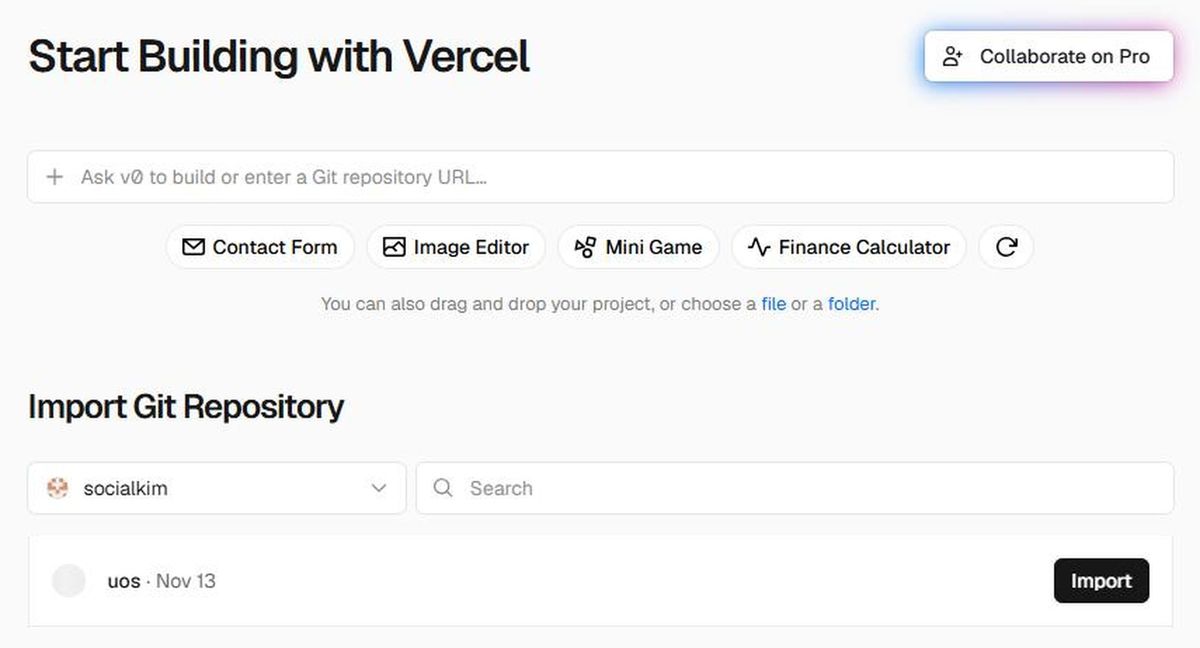 Start Building with Vercel
Collaborate on Pro
Ask v0 to build or enter a Git repository URL...
Contact Form
Image Editor
Mini Game
Finance Calculator
You can also drag and drop your project, or choose a file or a folder.
Import Git Repository
socialkim
Search
uos · Nov 13
Import